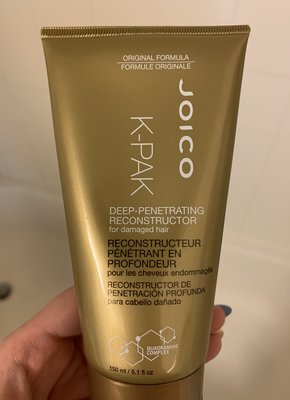 ORIGINAL FORMULA
FORMULE ORIGINALE
JOICO
K-PAK
DEEP-PENETRATING
RECONSTRUCTOR
for damaged hair
RECONSTRUCTEUR
PÉNÉTRANT EN
PROFONDEUR
pour les cheveux endommagés
RECONSTRUCTOR DE
PENETRACIÓN PROFUNDA
para cabello dañado
QUADRAMINE
COMPLEX
150 ml / 5.1 fl oz